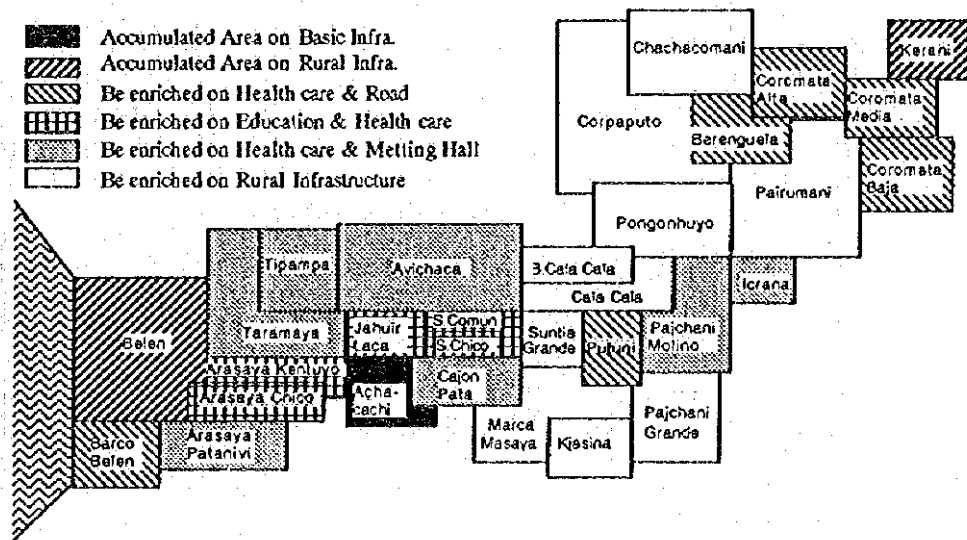 Accumulated Area on Basic Infra.
Accumulated Area on Rural Infra.
Be enriched on Health care & Road
Be enriched on Education & Health care
Be enriched on Health care & Metting Hall
Be enriched on Rural Infrastructure
Chachacomani
Kerani
Coromata
Alta
Coromata
Media
Corpaputo
Berenguela
Coromata
Baja
Pairumani
Pongonhuyo
Tipampa
Avichaca
3.Cala Cala
Icrana
Cala Cala
Belen
Taramaya
Jahuir
Laca
S.Comun
S.Chico
Suntia
Grande
Putuni
Pajchani
Molino
Arasaya Kentuyo
Arasaya Chico
Acha-
cachi
Cajon
Pata
Barco
Belen
Arasaya
Patanivi
Marca
Masaya
Kjasina
Pajchani
Grande